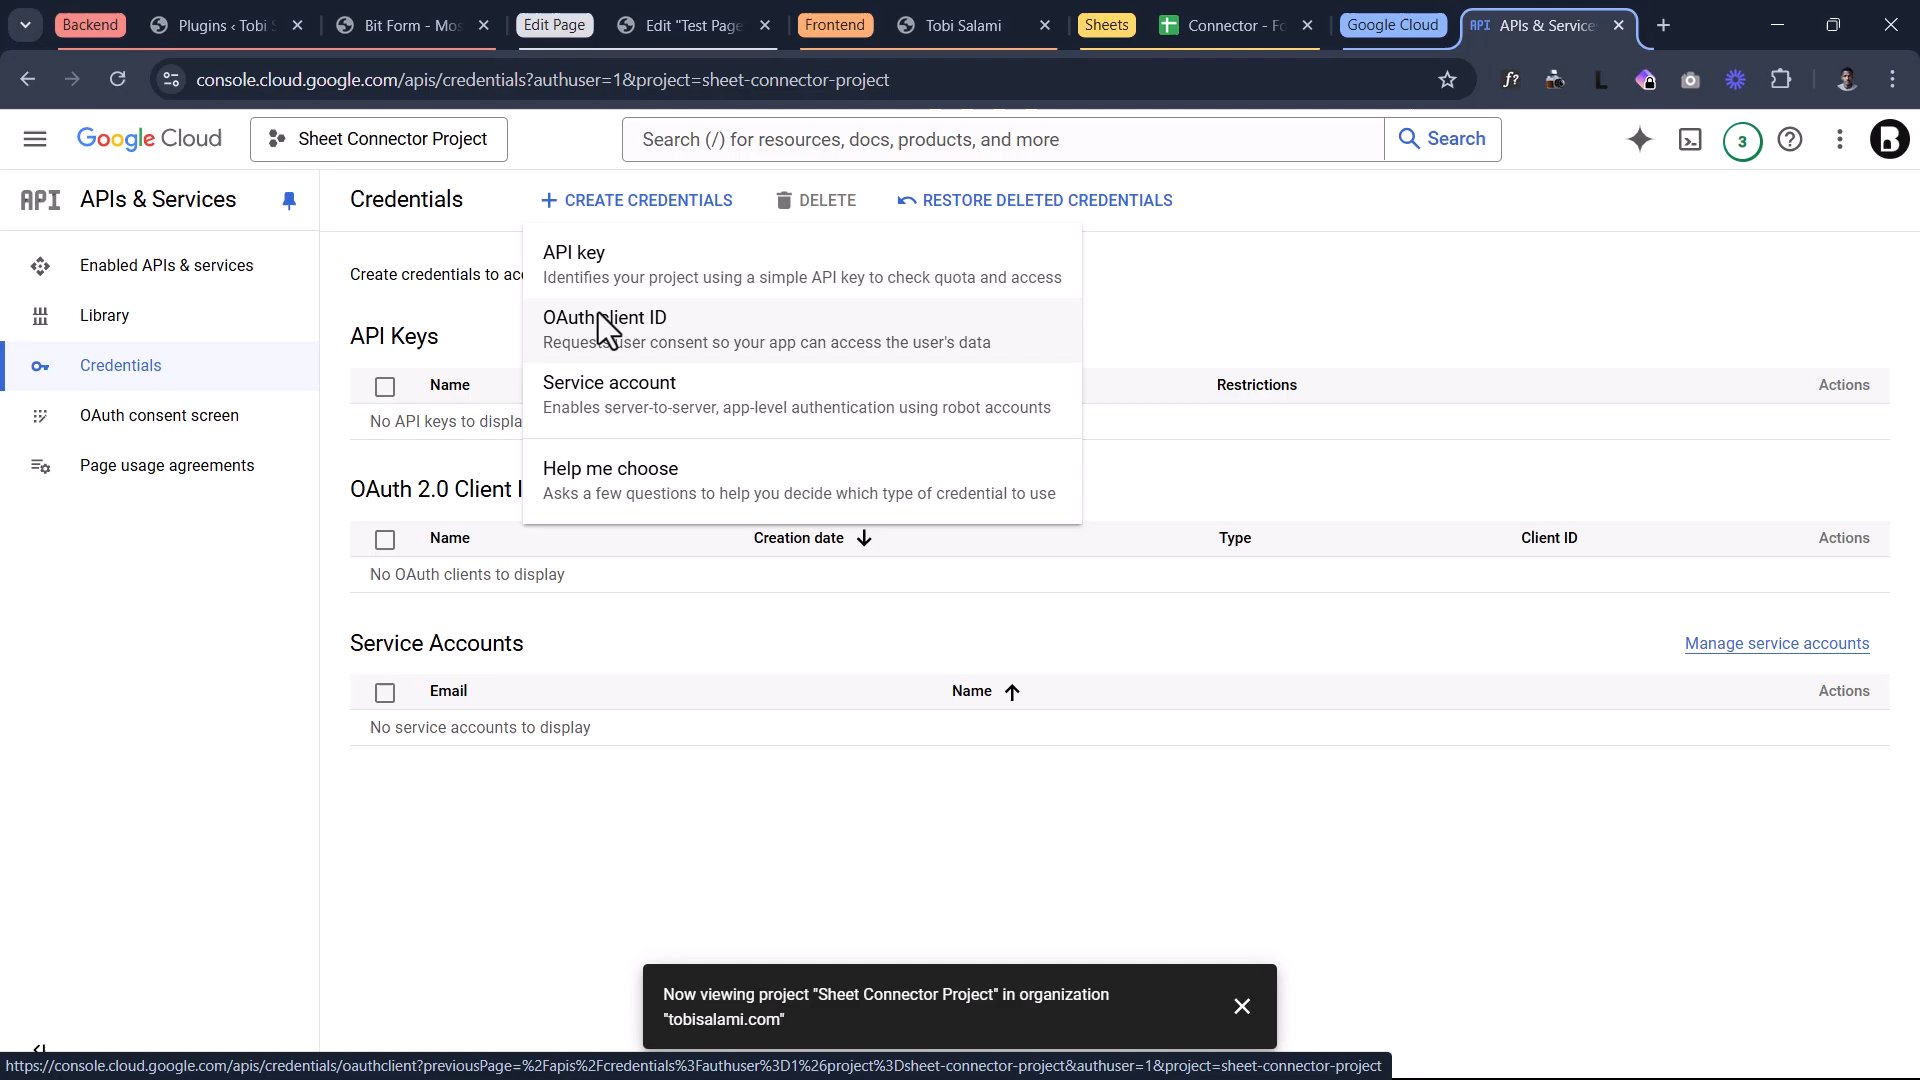 Backend
Plugins ‹ Tobi S
Bit Form - Mos
Edit Page
Edit "Test Page
Frontend
Tobi Salami
Sheets
Connector - Fo
Google Cloud
API APIs & Service
console.cloud.google.com/apis/credentials?authuser=1&project=sheet-connector-project
f?
L
Google Cloud
Sheet Connector Project
Search (/) for resources, docs, products, and more
Search
3
API APIs & Services
Credentials
CREATE CREDENTIALS
DELETE
RESTORE DELETED CREDENTIALS
Enabled APIs & services
Library
Credentials
OAuth consent screen
Page usage agreements
Create credentials to acc
API key
Identifies your project using a simple API key to check quota and access
OAuth client ID
Requests user consent so your app can access the user's data
Service account
Enables server-to-server, app-level authentication using robot accounts
Help me choose
Asks a few questions to help you decide which type of credential to use
API Keys
Name
Restrictions
Actions
No API keys to displa
OAuth 2.0 Client I
Name
Creation date
Type
Client ID
Actions
No OAuth clients to display
Service Accounts
Manage service accounts
Email
Name
Actions
No service accounts to display
Now viewing project "Sheet Connector Project" in organization
"tobisalami.com"
https://console.cloud.google.com/apis/credentials/oauthclient?previousPage=%2Fapis%2Fcredentials%3Fauthuser%3D1%26project%3Dsheet-connector-project&authuser=1&project=sheet-connector-project